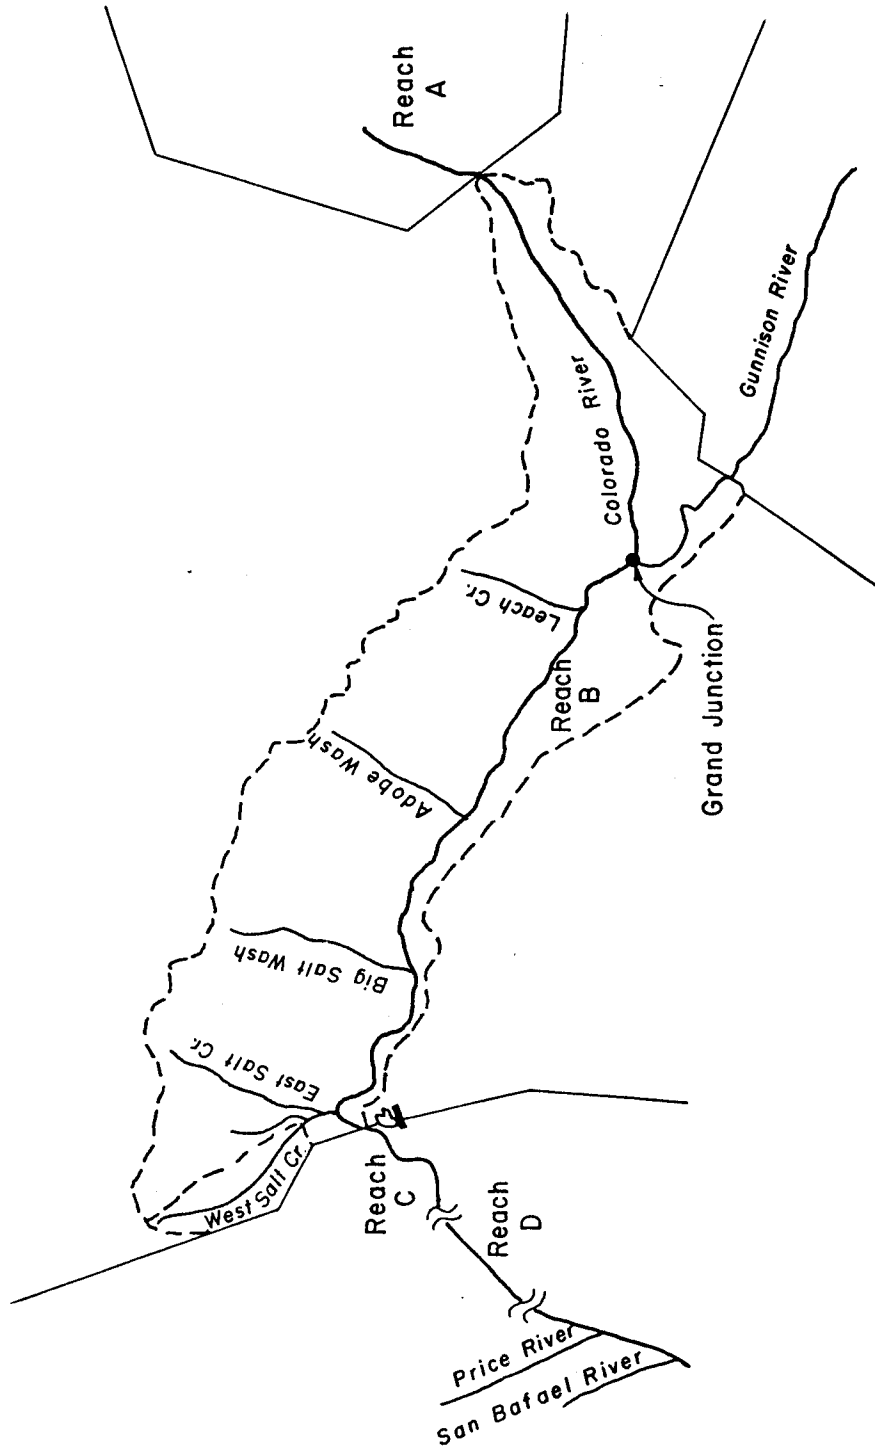 Reach
A
Gunnison River
Colorado River
Leach Cr.
Reach
B
Grand Junction
Adobe Wash
Big Salt Wash
East Salt Cr.
West Salt Cr.
Reach
C
Reach
D
Price River
San Bafael River